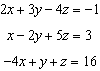 2x + 3y − 4z = −1
x − 2y + 5z = 3
−4x + y + z = 16